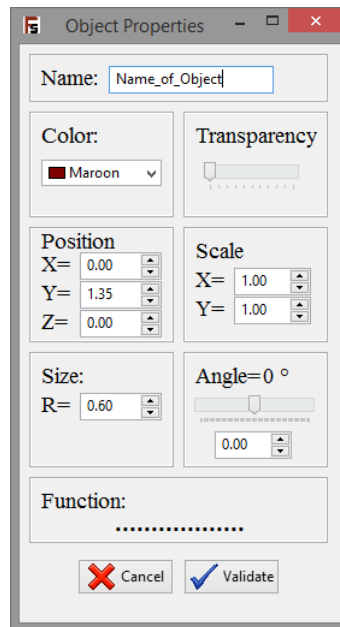 Fs Object Properties
Name: Name_of_Object
Color: Transparency
Maroon
Position Scale
X= 0.00 X= 1.00
Y= 1.35 Y= 1.00
Z= 0.00
Size: Angle=0 °
R= 0.60
0.00
Function:
..................
Cancel Validate